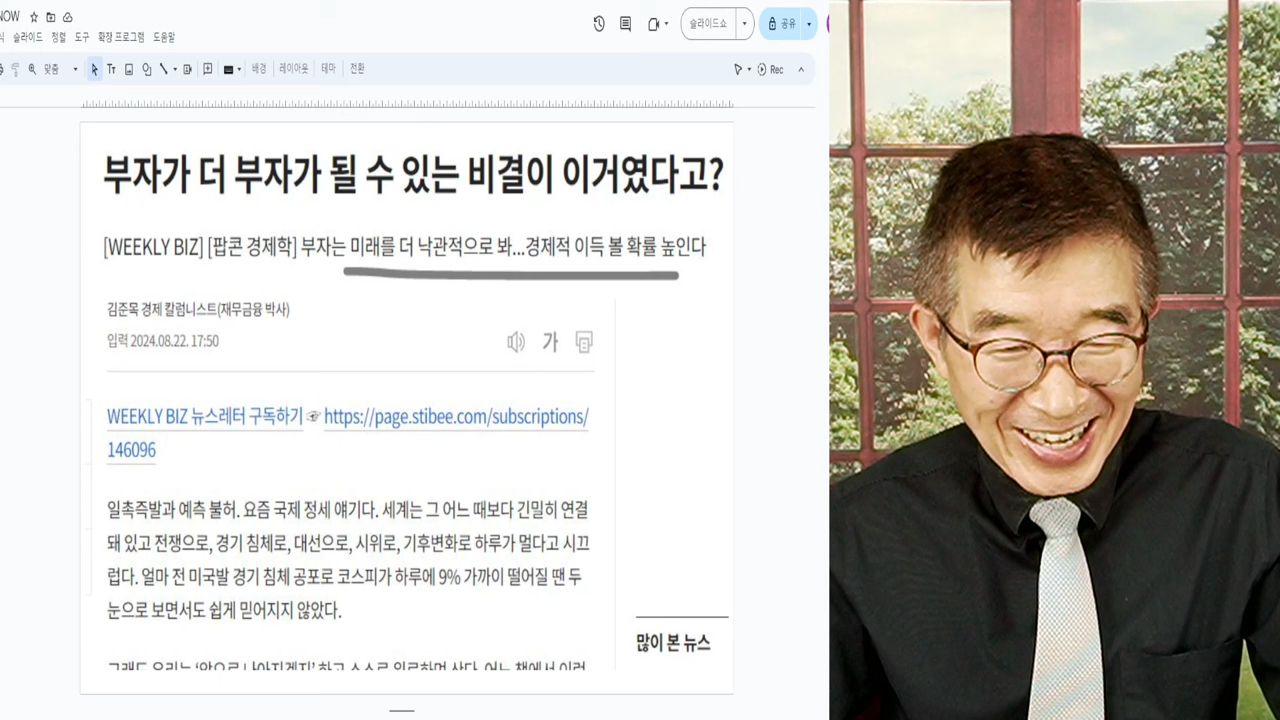 NOW
슬라이드 정렬 도구 확장 프로그램 도움말
슬라이드쇼
공유
맞춤
Tт
배경
레이아웃
테마
전환
Rec
부자가 더 부자가 될 수 있는 비결이 이거였다고?
[WEEKLY BIZ] [팝콘 경제학] 부자는 미래를 더 낙관적으로 봐...경제적 이득 볼 확률 높인다
김준목 경제 칼럼니스트(재무금융 박사)
입력 2024.08.22. 17:50
가
WEEKLY BIZ 뉴스레터 구독하기 ☞ https://page.stibee.com/subscriptions/
146096
일촉즉발과 예측 불허. 요즘 국제 정세 얘기다. 세계는 그 어느 때보다 긴밀히 연결
돼 있고 전쟁으로, 경기 침체로, 대선으로, 시위로, 기후변화로 하루가 멀다고 시끄
럽다. 얼마 전 미국발 경기 침체 공포로 코스피가 하루에 9% 가까이 떨어질 땐 두
눈으로 보면서도 쉽게 믿어지지 않았다.
많이 본 뉴스